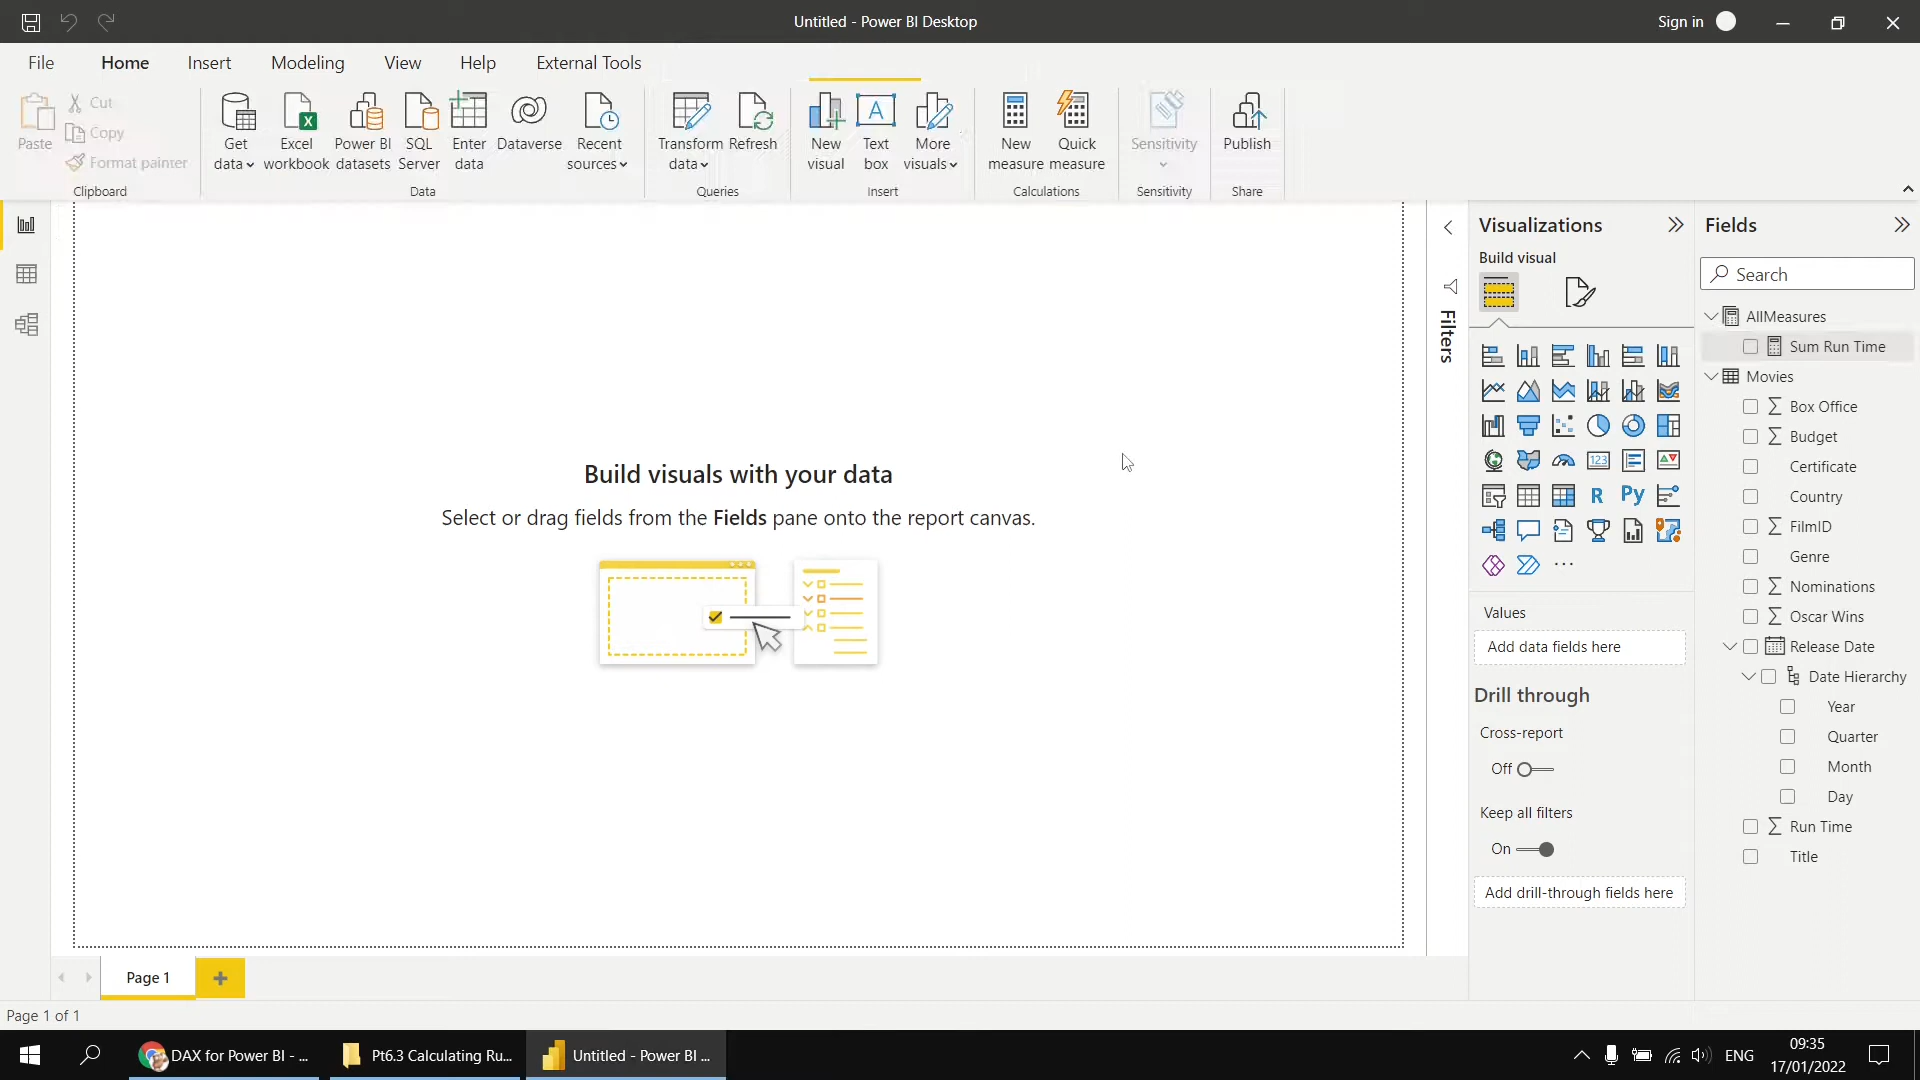 Untitled - Power BI Desktop
Sign in
File
Home
Insert
Modeling
View
Help
External Tools
Paste
Cut
Copy
Format painter
Clipboard
Get
data
Excel
workbook
Power BI
datasets
SQL
Server
Enter
data
Dataverse
Recent
sources
Data
Transform
data
Refresh
Queries
New
visual
Text
box
More
visuals
Insert
New
measure
Quick
measure
Calculations
Sensitivity
Sensitivity
Publish
Share
Build visuals with your data
Select or drag fields from the Fields pane onto the report canvas.
Filters
Visualizations
Build visual
Values
Add data fields here
Drill through
Cross-report
Off
Keep all filters
On
Add drill-through fields here
Fields
Search
AllMeasures
Sum Run Time
Movies
Box Office
Budget
Certificate
Country
FilmID
Genre
Nominations
Oscar Wins
Release Date
Date Hierarchy
Year
Quarter
Month
Day
Run Time
Title
Page 1
Page 1 of 1
DAX for Power BI - ...
Pt6.3 Calculating Ru...
Untitled - Power BI ...
ENG
09:35
17/01/2022